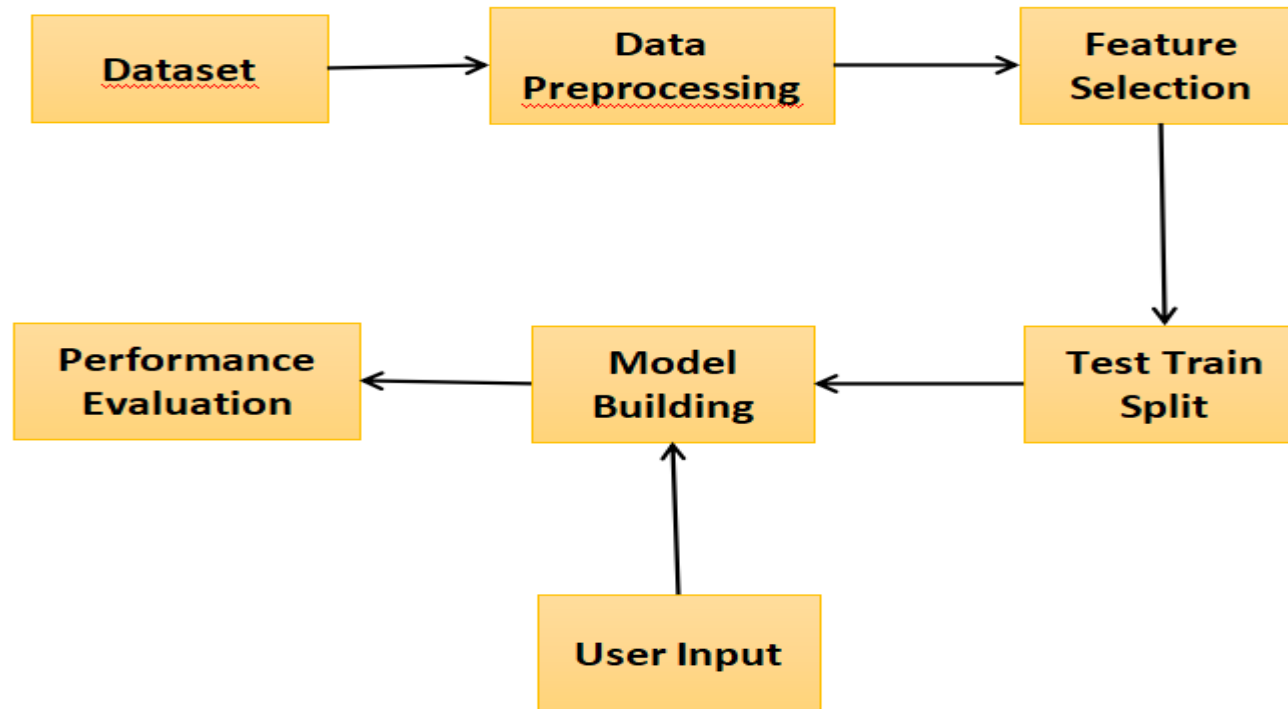 Dataset
Data
Preprocessing
Feature
Selection
Performance
Evaluation
Model
Building
Test Train
Split
User Input